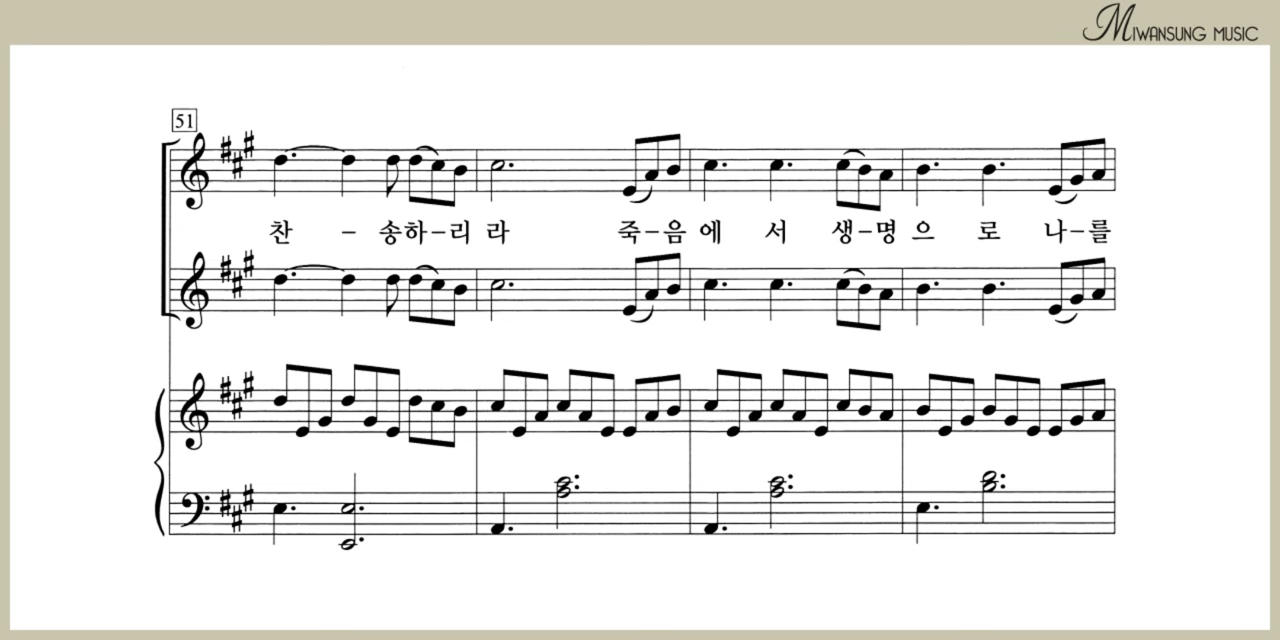 MIWANSUNG MUSIC
51
찬 - 송하-리 라 죽-음 에 서 생-명 으 로 나-를